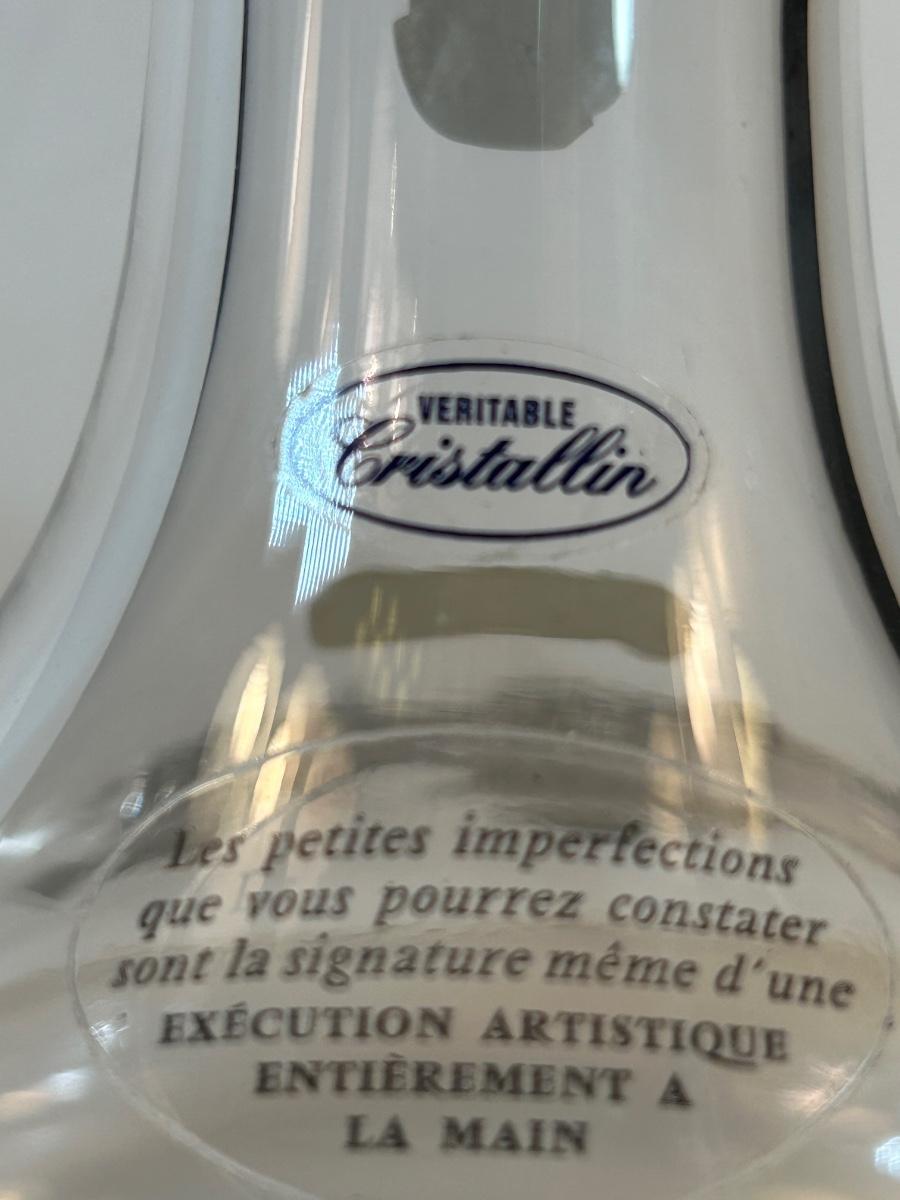 VERITABLE
Cristallin
Les petites imperfections
que vous pourrez constater
sont la signature même d'une
EXÉCUTION ARTISTIQUE
ENTIÈREMENT A
LA MAIN